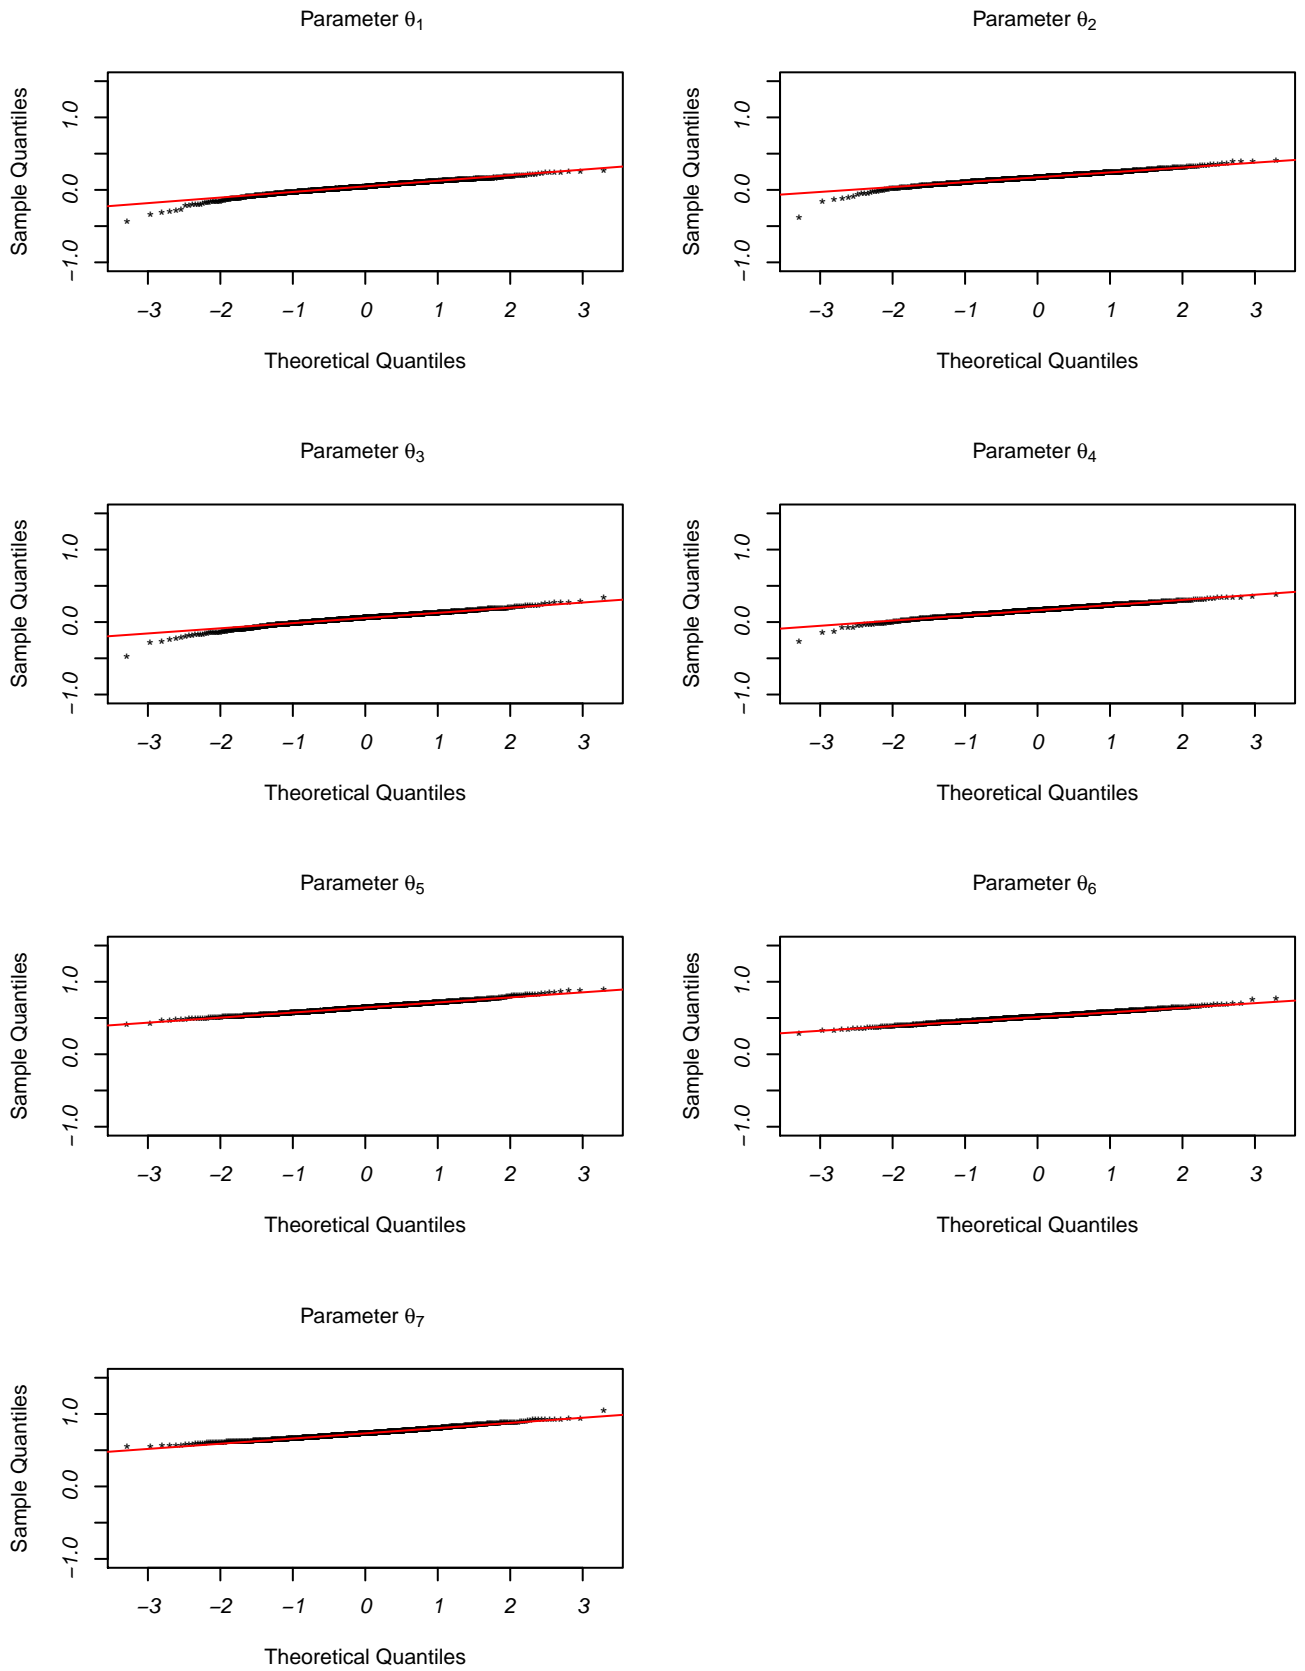 Parameter θ1
Sample Quantiles
1.0
0.0
−1.0
−3 −2 −1 0 1 2 3
Theoretical Quantiles
Parameter θ2
Sample Quantiles
1.0
0.0
−1.0
−3 −2 −1 0 1 2 3
Theoretical Quantiles
Parameter θ3
Sample Quantiles
1.0
0.0
−1.0
−3 −2 −1 0 1 2 3
Theoretical Quantiles
Parameter θ4
Sample Quantiles
1.0
0.0
−1.0
−3 −2 −1 0 1 2 3
Theoretical Quantiles
Parameter θ5
Sample Quantiles
1.0
0.0
−1.0
−3 −2 −1 0 1 2 3
Theoretical Quantiles
Parameter θ6
Sample Quantiles
1.0
0.0
−1.0
−3 −2 −1 0 1 2 3
Theoretical Quantiles
Parameter θ7
Sample Quantiles
1.0
0.0
−1.0
−3 −2 −1 0 1 2 3
Theoretical Quantiles